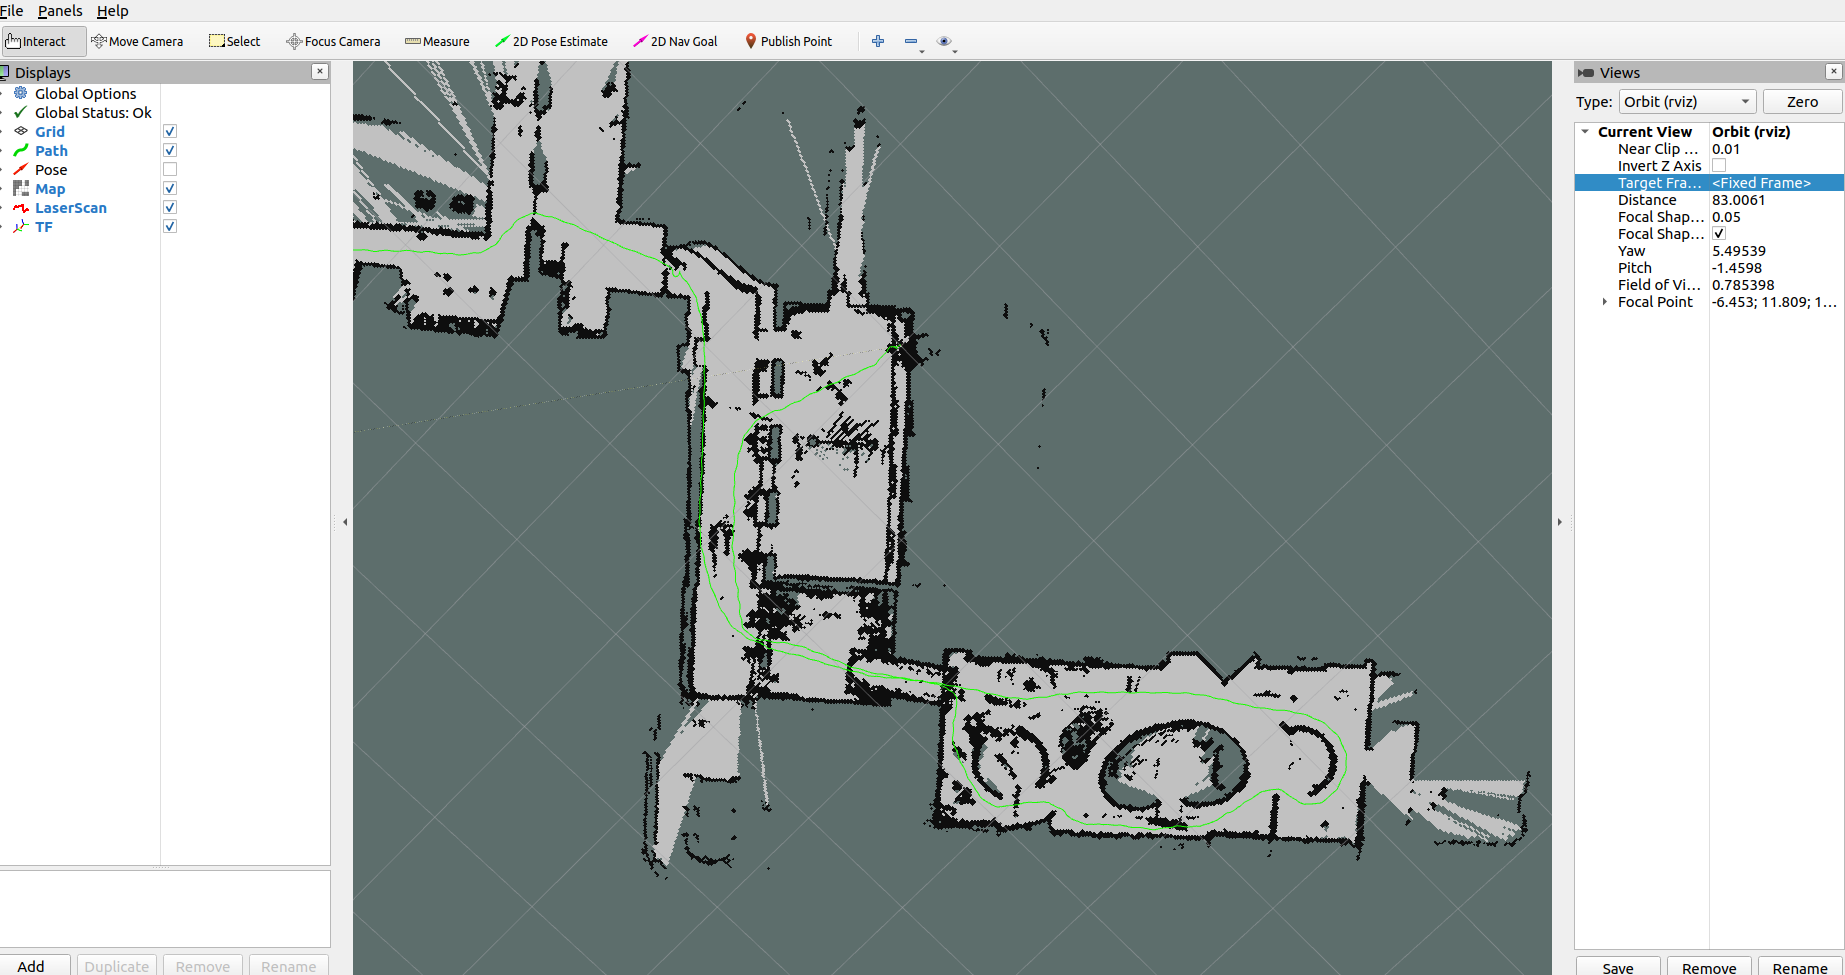 File Panels Help
Interact Move Camera Select Focus Camera Measure 2D Pose Estimate 2D Nav Goal Publish Point
Displays
Global Options
Global Status: Ok
Grid
Path
Pose
Map
LaserScan
TF
Add Duplicate Remove Rename
Views
Type: Orbit (rviz) Zero
Current View Orbit (rviz)
Near Clip ... 0.01
Invert Z Axis
Target Fra... <Fixed Frame>
Distance 83.0061
Focal Shap... 0.05
Focal Shap...
Yaw 5.49539
Pitch -1.4598
Field of Vi... 0.785398
Focal Point -6.453; 11.809; 1...
Save Remove Rename